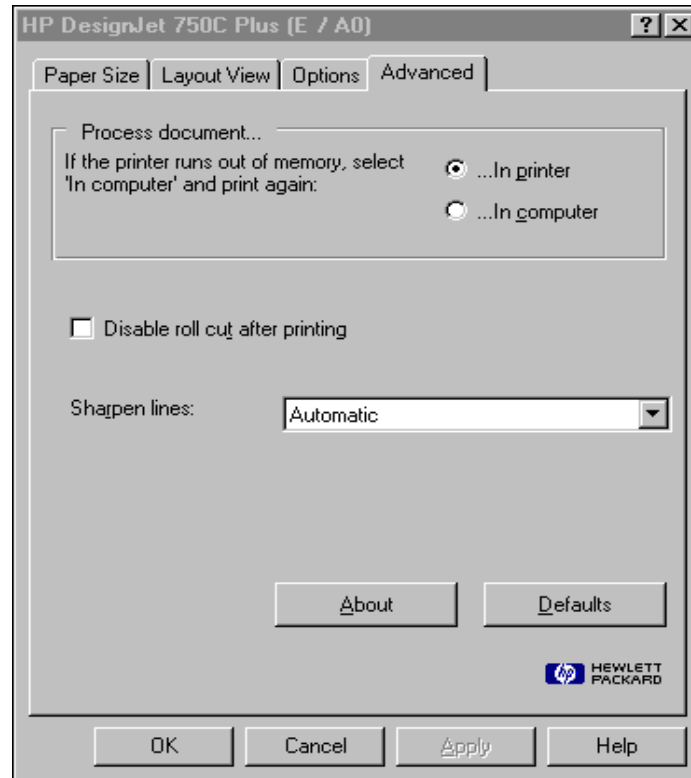 HP DesignJet 750C Plus (E / A0)
Paper Size Layout View Options Advanced
Process document...
If the printer runs out of memory, select
'In computer' and print again:
...In printer
...In computer
Disable roll cut after printing
Sharpen lines: Automatic
About Defaults
hp HEWLETT
PACKARD
OK Cancel Apply Help